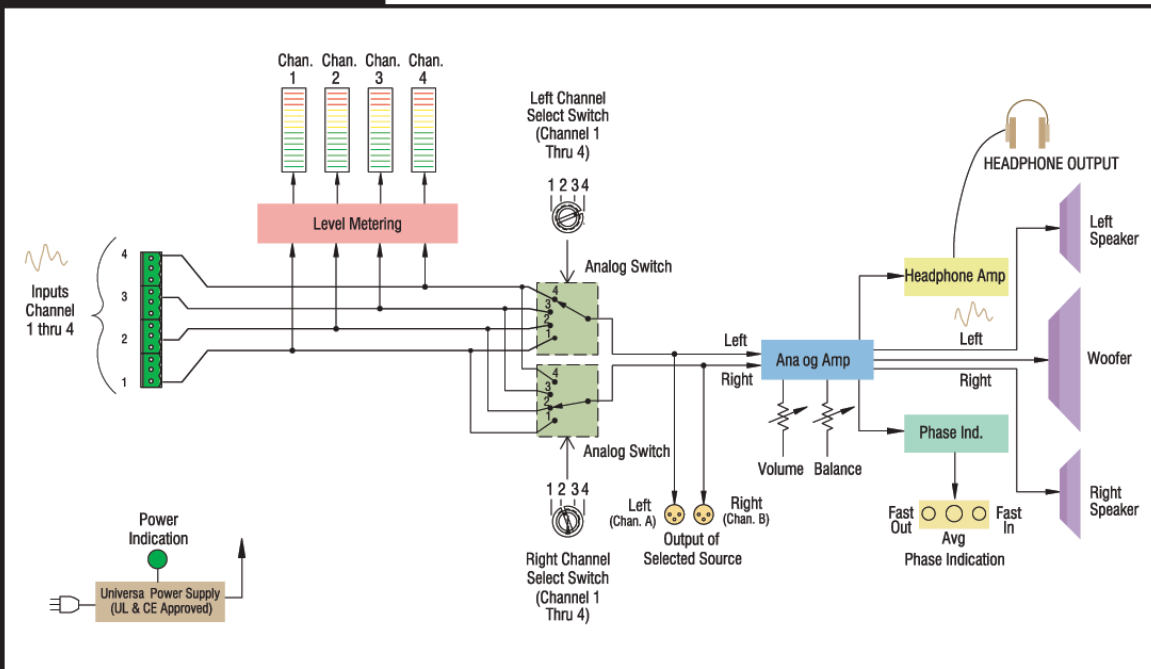 Chan.
1
Chan.
2
Chan.
3
Chan.
4
Level Metering
Left Channel
Select Switch
(Channel 1
Thru 4)
1 2 3 4
Analog Switch
4
3
2
1
Inputs
Channel
1 thru 4
4
3
2
1
4
3
2
1
Analog Switch
1 2 3 4
Right Channel
Select Switch
(Channel 1
Thru 4)
Left
Right
Ana og Amp
Volume
Balance
Left
(Chan. A)
Right
(Chan. B)
Output of
Selected Source
HEADPHONE OUTPUT
Headphone Amp
Left
Right
Left
Speaker
Woofer
Right
Speaker
Phase Ind.
Fast
Out
Avg
Fast
In
Phase Indication
Power
Indication
Universa Power Supply
(UL & CE Approved)